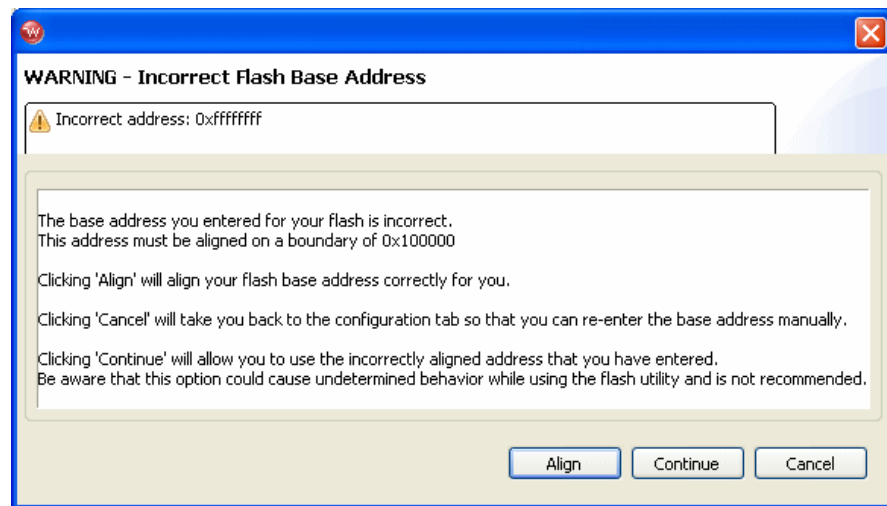 W
WARNING - Incorrect Flash Base Address
Incorrect address: 0xffffffff
The base address you entered for your flash is incorrect.
This address must be aligned on a boundary of 0x100000
Clicking 'Align' will align your flash base address correctly for you.
Clicking 'Cancel' will take you back to the configuration tab so that you can re-enter the base address manually.
Clicking 'Continue' will allow you to use the incorrectly aligned address that you have entered.
Be aware that this option could cause undetermined behavior while using the flash utility and is not recommended.
Align Continue Cancel